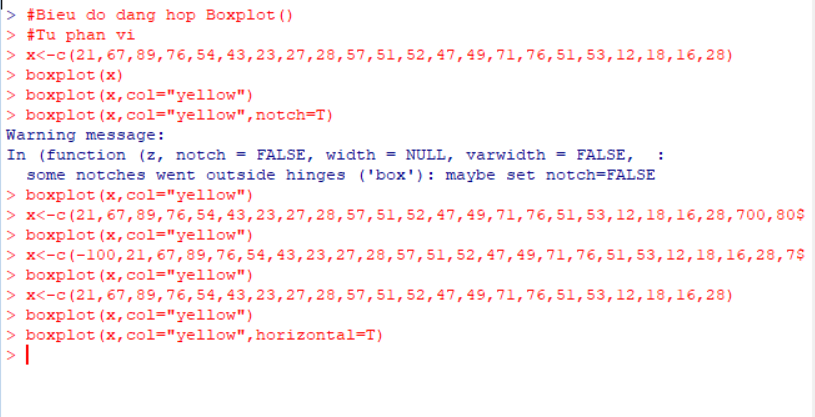 > #Bieu do dang hop Boxplot()
> #Tu phan vi
> x<-c(21,67,89,76,54,43,23,27,28,57,51,52,47,49,71,76,51,53,12,18,16,28)
> boxplot(x)
> boxplot(x,col="yellow")
> boxplot(x,col="yellow",notch=T)
Warning message:
In (function (z, notch = FALSE, width = NULL, varwidth = FALSE,  :
  some notches went outside hinges ('box'): maybe set notch=FALSE
> boxplot(x,col="yellow")
> x<-c(21,67,89,76,54,43,23,27,28,57,51,52,47,49,71,76,51,53,12,18,16,28,700,80$
> boxplot(x,col="yellow")
> x<-c(-100,21,67,89,76,54,43,23,27,28,57,51,52,47,49,71,76,51,53,12,18,16,28,7$
> boxplot(x,col="yellow")
> x<-c(21,67,89,76,54,43,23,27,28,57,51,52,47,49,71,76,51,53,12,18,16,28)
> boxplot(x,col="yellow")
> boxplot(x,col="yellow",horizontal=T)
>